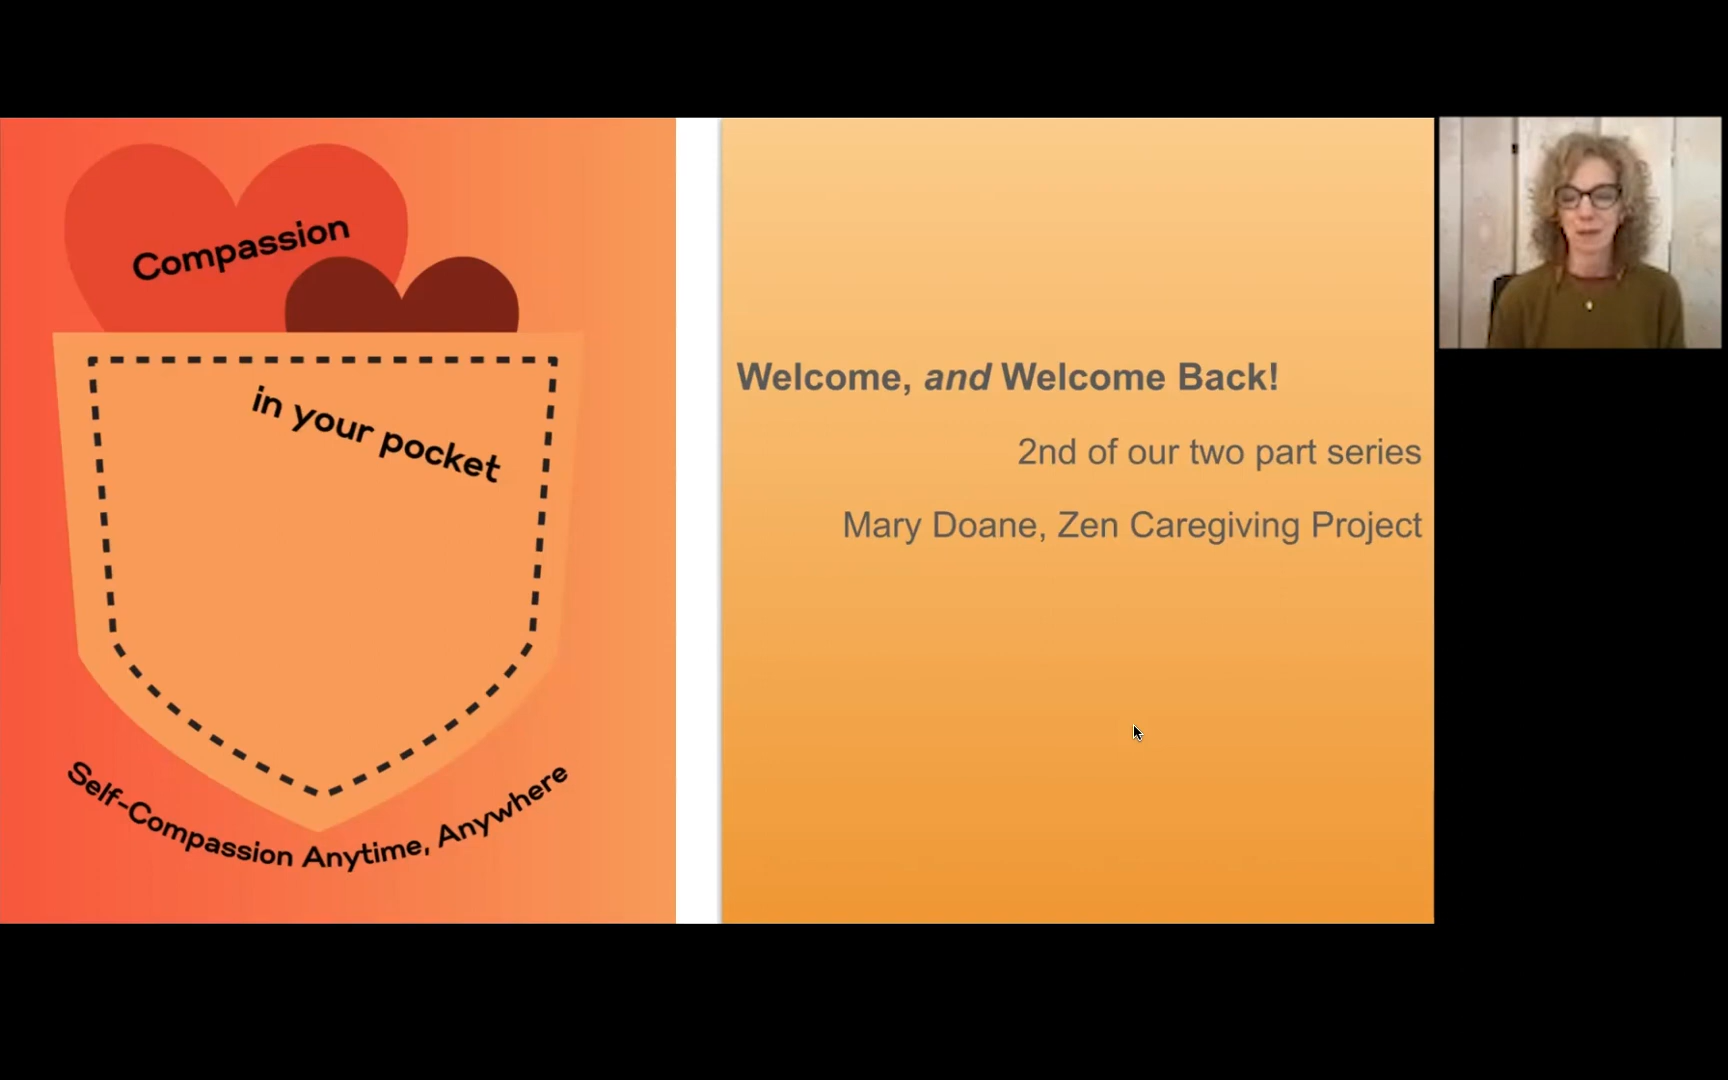 Compassion
in your pocket
Self-Compassion Anytime, Anywhere
Welcome, and Welcome Back!
2nd of our two part series
Mary Doane, Zen Caregiving Project